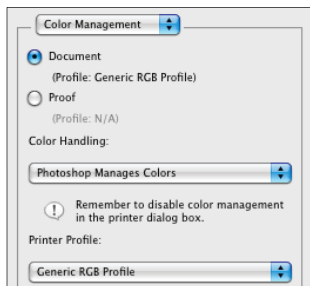 Color Management
Document
(Profile: Generic RGB Profile)
Proof
(Profile: N/A)
Color Handling:
Photoshop Manages Colors
Remember to disable color management
in the printer dialog box.
Printer Profile:
Generic RGB Profile